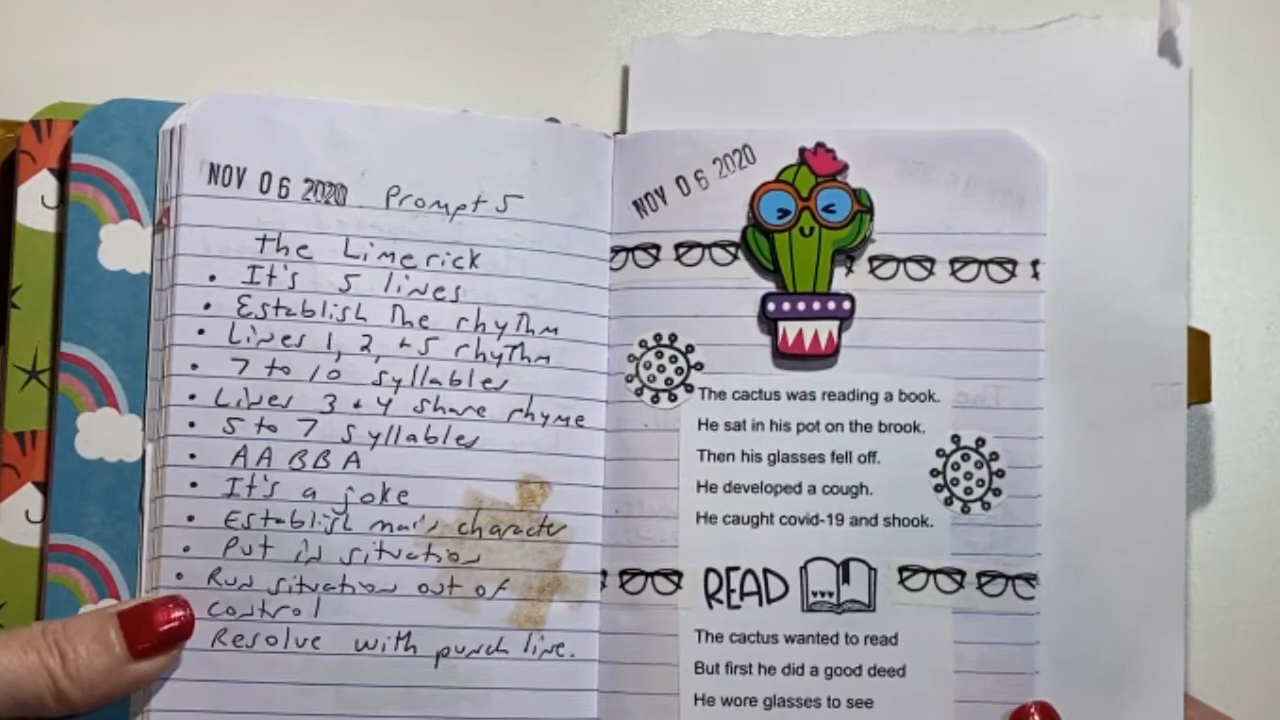 NOV 06 2020 Prompt 5
The Limerick
• It's 5 lines
• Establish The rhythm
• Lines 1, 2, +5 rhythm
• 7 to 10 syllables
• Lines 3 + 4 share rhyme
• 5 to 7 syllables
• AABBA
• It's a joke
• Establish main character
• Put in situation
• Run situation out of
control
Resolve with punch line.
NOV 06 2020
The cactus was reading a book.
He sat in his pot on the brook.
Then his glasses fell off.
He developed a cough.
He caught covid-19 and shook.
READ
The cactus wanted to read
But first he did a good deed
He wore glasses to see